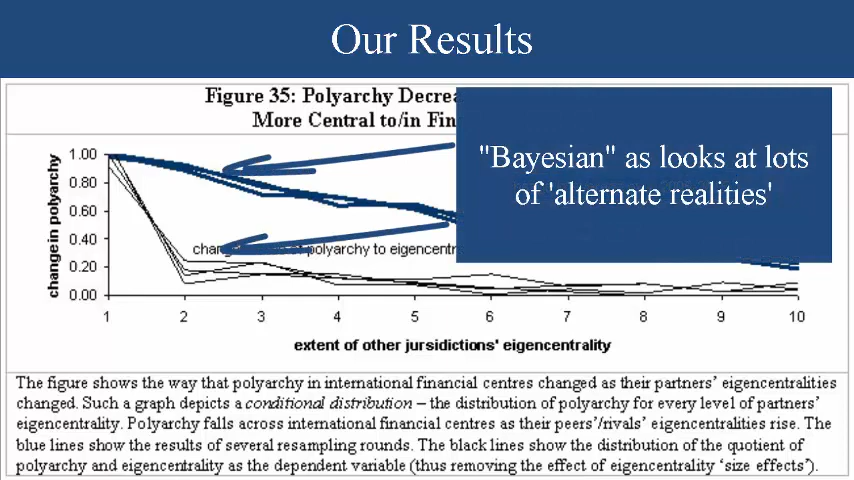 Our Results
Figure 35: Polyarchy
More Central to/in
"Bayesian" as looks at lots
of 'alternate realities'
change in polyarchy
1.00
0.80
0.60
0.40
0.20
0.00
polyarchy to
1 2 3 4 5 6 7 8 9 10
extent of other jursidictions' eigencentrality
The figure shows the way that polyarchy in international financial centres changed as their partners' eigencentralities
changed. Such a graph depicts a conditional distribution – the distribution of polyarchy for every level of partners'
eigencentrality. Polyarchy falls across international financial centres as their peers'/rivals' eigencentralities rise. The
blue lines show the results of several resampling rounds. The black lines show the distribution of the quotient of
polyarchy and eigencentrality as the dependent variable (thus removing the effect of eigencentrality 'size effects').